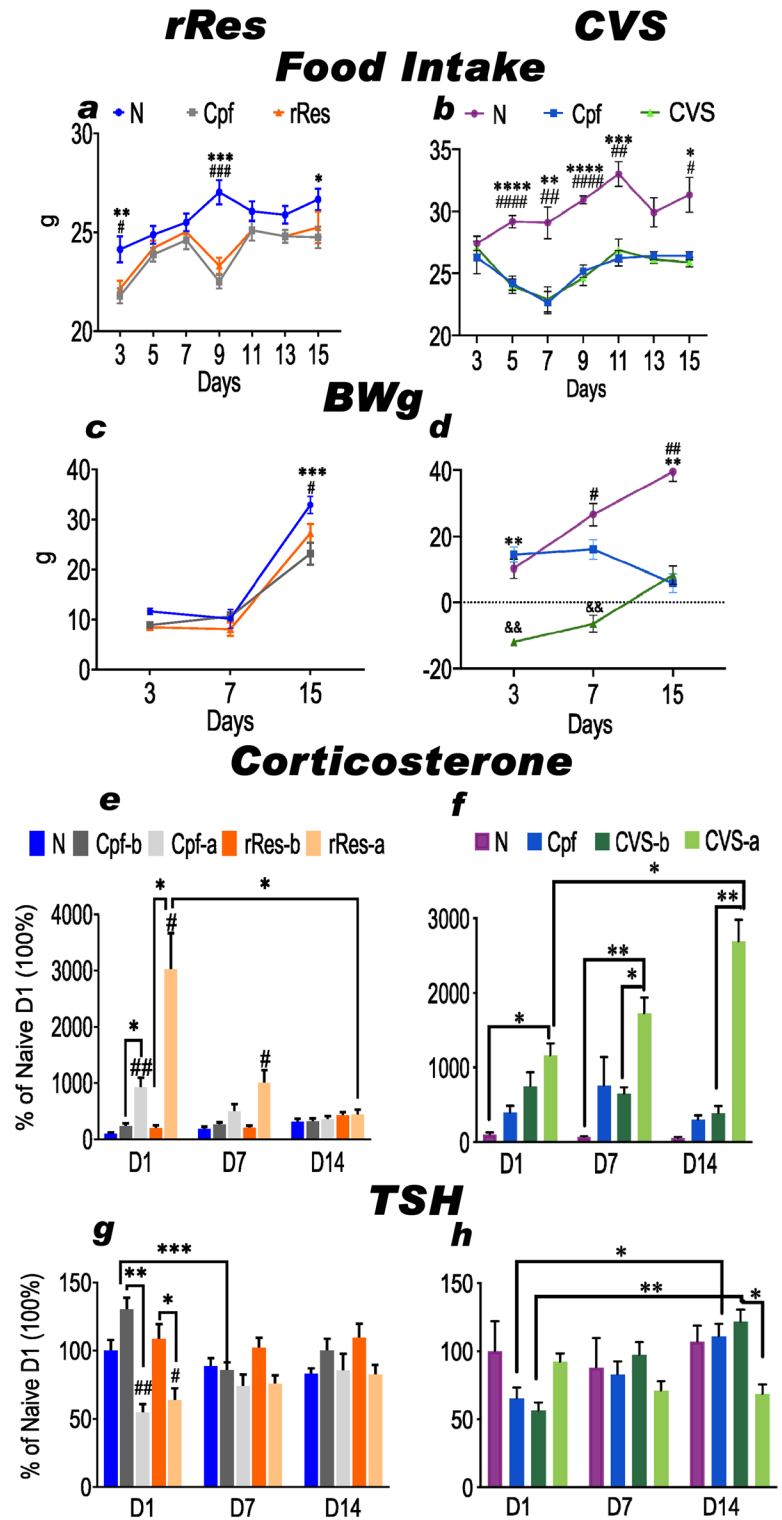 rRes CVS
Food Intake
a N Cpf rRes
b N Cpf CVS
30
25
20
g
**
#
***
###
*
3 5 7 9 11 13 15
Days
35
30
25
20
****
####
**
##
****
####
***
##
*
#
3 5 7 9 11 13 15
Days
BWg
c
40
30
20
10
0
g
***
#
3 7 15
Days
d
40
20
0
-20
**
&&
#
&&
##
**
3 7 15
Days
Corticosterone
e
N Cpf-b Cpf-a rRes-b rRes-a
% of Naive D1 (100%)
4000
3000
2000
1000
0
*
##
*
#
*
#
D1 D7 D14
f
N Cpf CVS-b CVS-a
3000
2000
1000
0
*
**
*
*
**
D1 D7 D14
TSH
g
% of Naive D1 (100%)
150
100
50
0
***
**
*
##
#
D1 D7 D14
h
150
100
50
0
*
**
*
D1 D7 D14